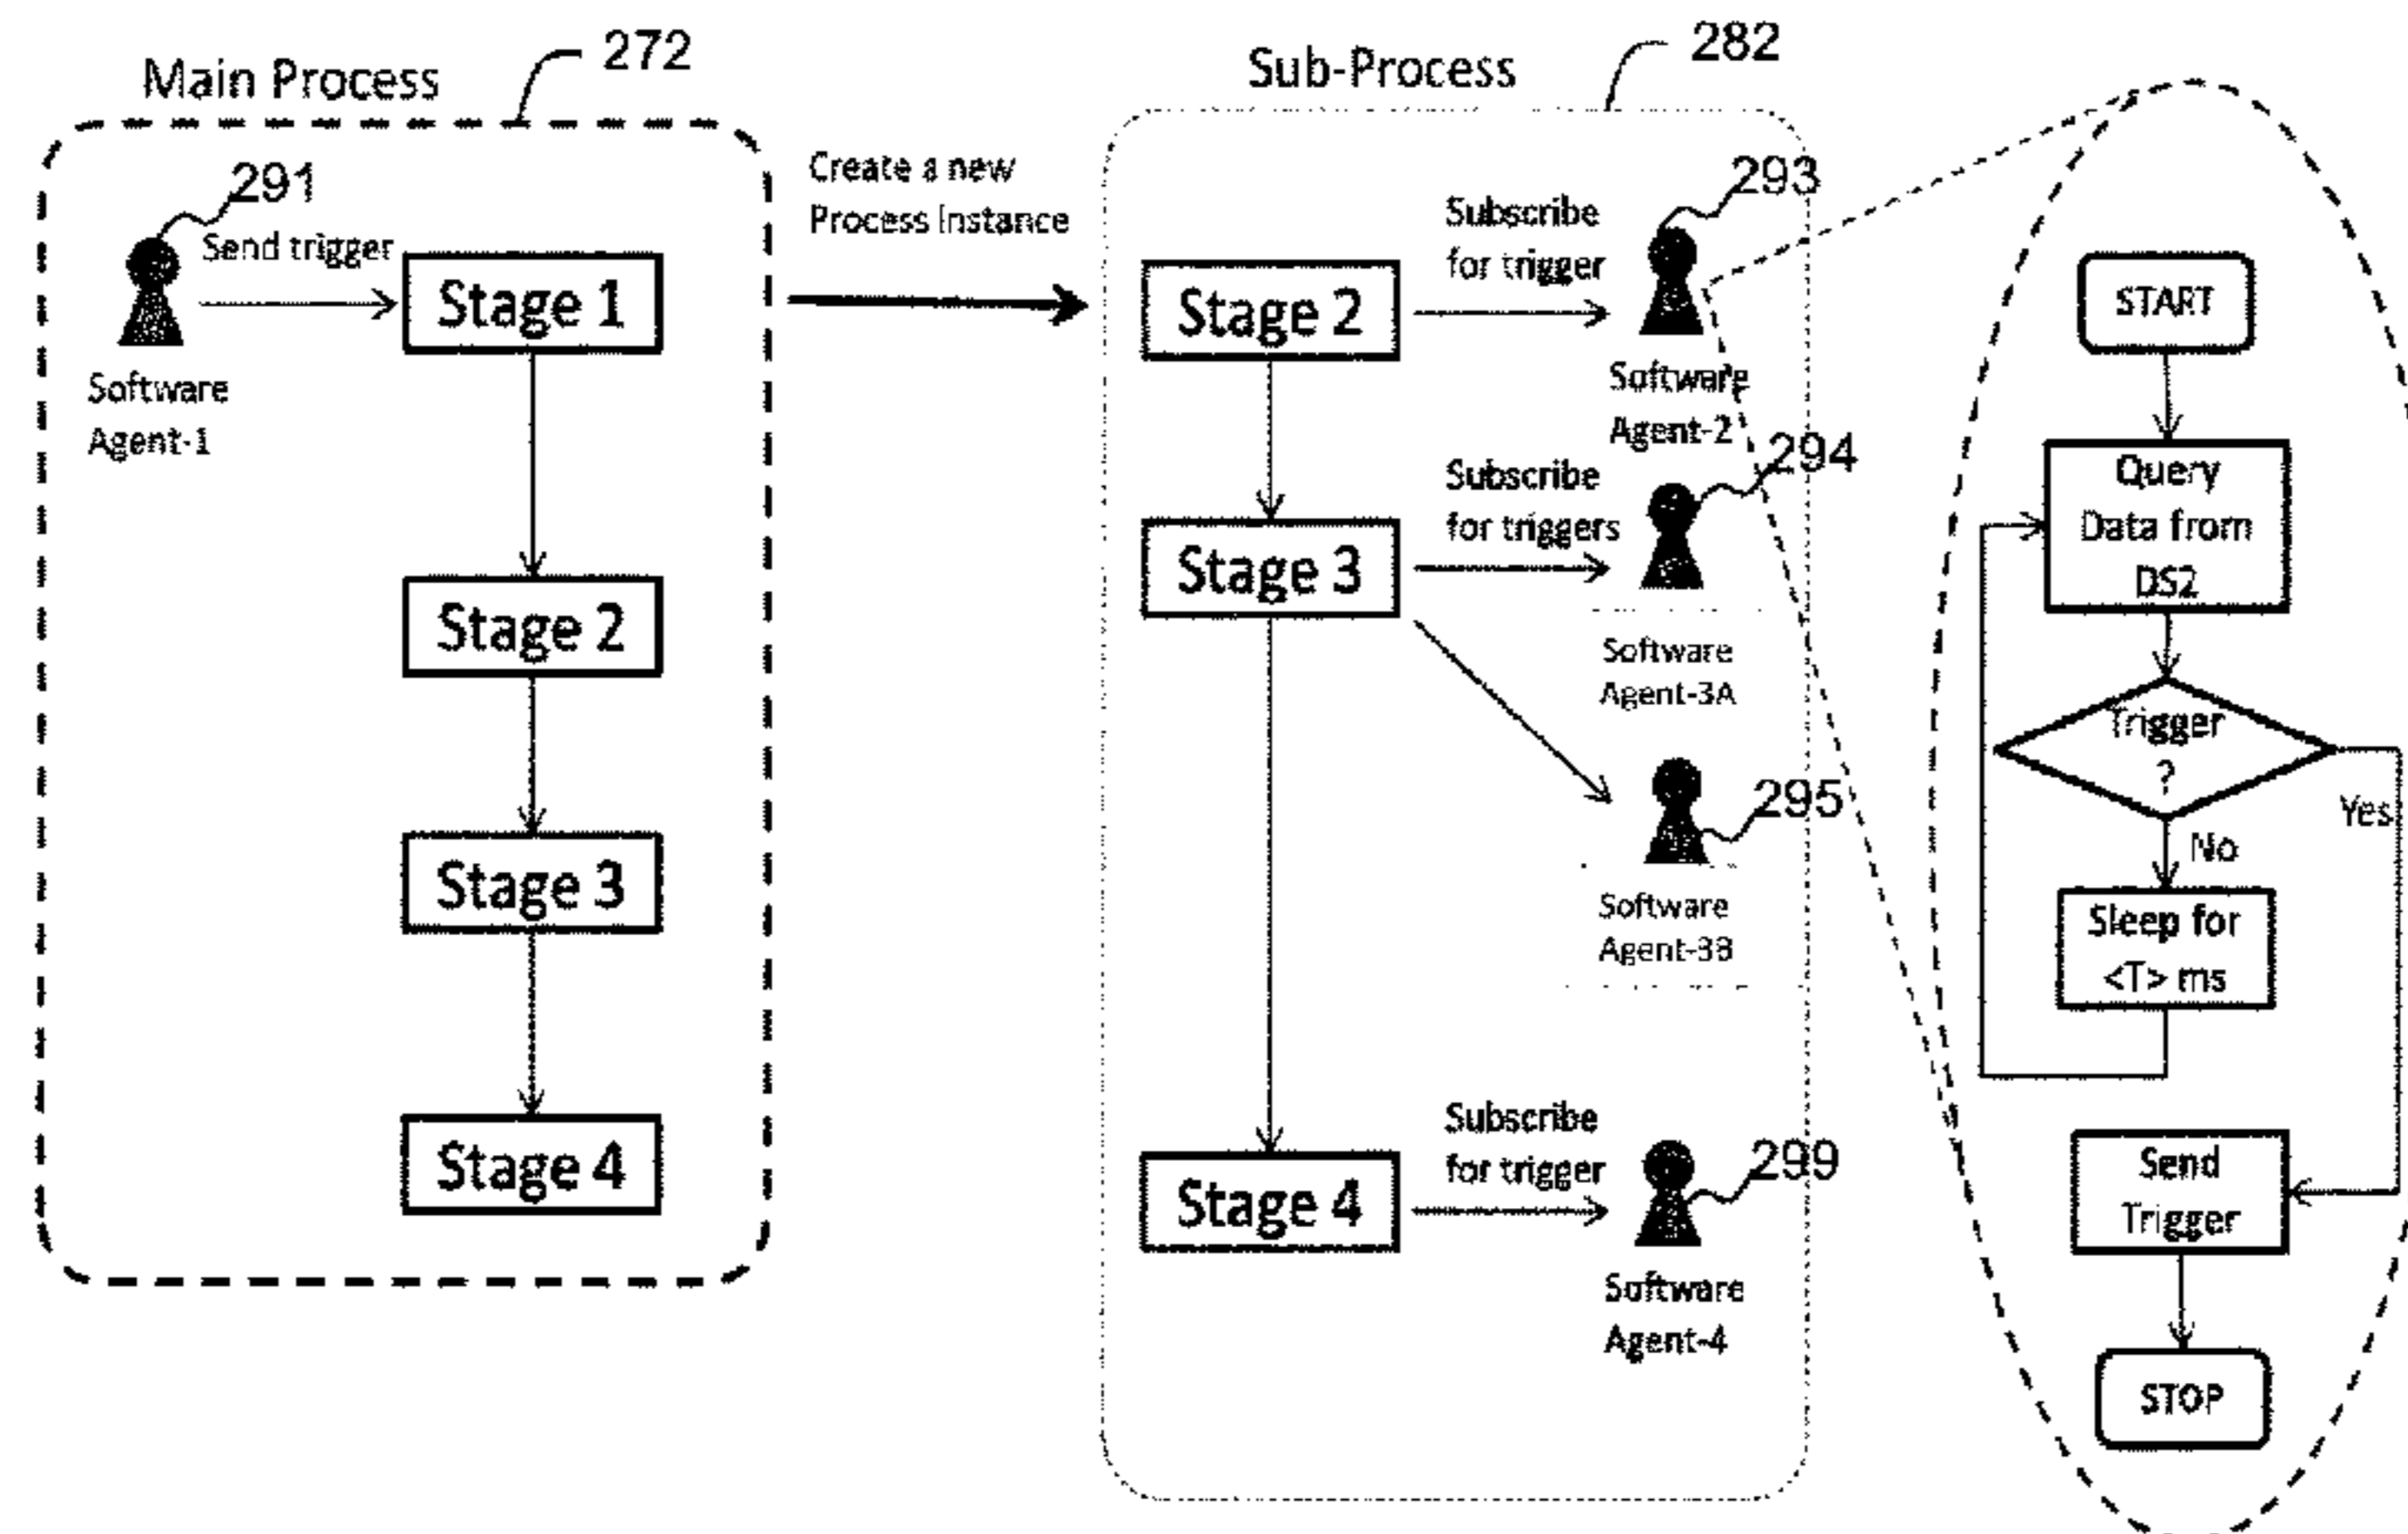 Main Process
272
291
Send trigger
Software
Agent-1
Stage 1
Stage 2
Stage 3
Stage 4
Create a new
Process Instance
Sub-Process
282
Stage 2
Subscribe
for trigger
293
Software
Agent-2
Stage 3
Subscribe
for triggers
294
Software
Agent-3A
295
Software
Agent-3B
Stage 4
Subscribe
for trigger
299
Software
Agent-4
START
Query
Data from
DS2
Trigger
?
Yes
No
Sleep for
<T> ms
Send
Trigger
STOP